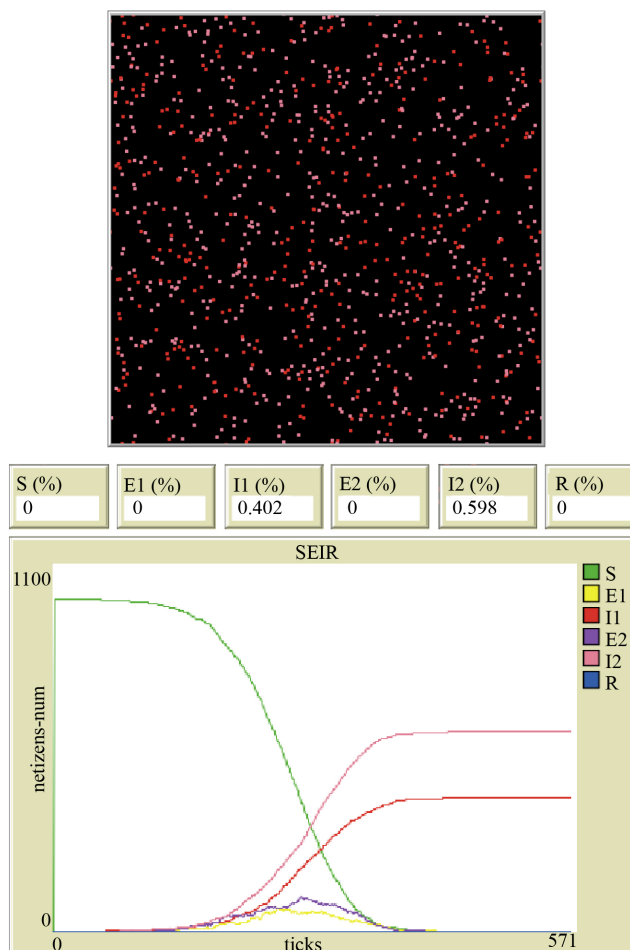 S (%) E1 (%) I1 (%) E2 (%) I2 (%) R (%)
0 0 0.402 0 0.598 0
SEIR
1100
netizens-num
0
0 ticks 571
S
E1
I1
E2
I2
R